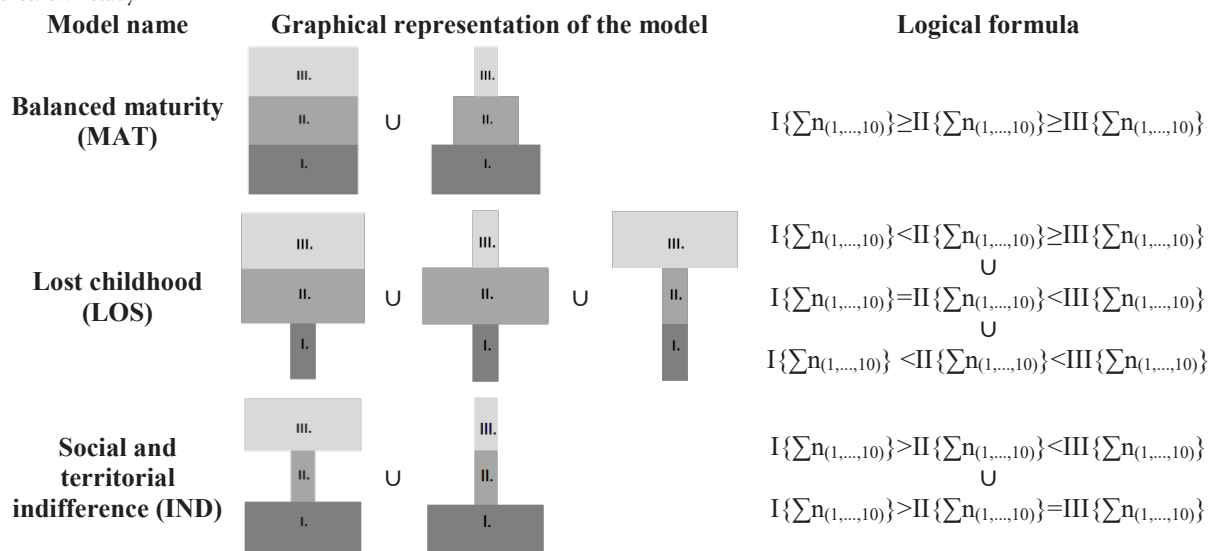 Model name Graphical representation of the model Logical formula
Balanced maturity
(MAT)
III.
II.
I.
∪
III.
II.
I.
I{∑n(1,...,10)}≥II{∑n(1,...,10)}≥III{∑n(1,...,10)}
Lost childhood
(LOS)
III.
II.
I.
∪
III.
II.
I.
∪
III.
II.
I.
I{∑n(1,...,10)}<II{∑n(1,...,10)}≥III{∑n(1,...,10)}
∪
I{∑n(1,...,10)}=II{∑n(1,...,10)}<III{∑n(1,...,10)}
∪
I{∑n(1,...,10)} <II{∑n(1,...,10)}<III{∑n(1,...,10)}
Social and
territorial
indifference (IND)
III.
II.
I.
∪
III.
II.
I.
I{∑n(1,...,10)}>II{∑n(1,...,10)}<III{∑n(1,...,10)}
∪
I{∑n(1,...,10)}>II{∑n(1,...,10)}=III{∑n(1,...,10)}